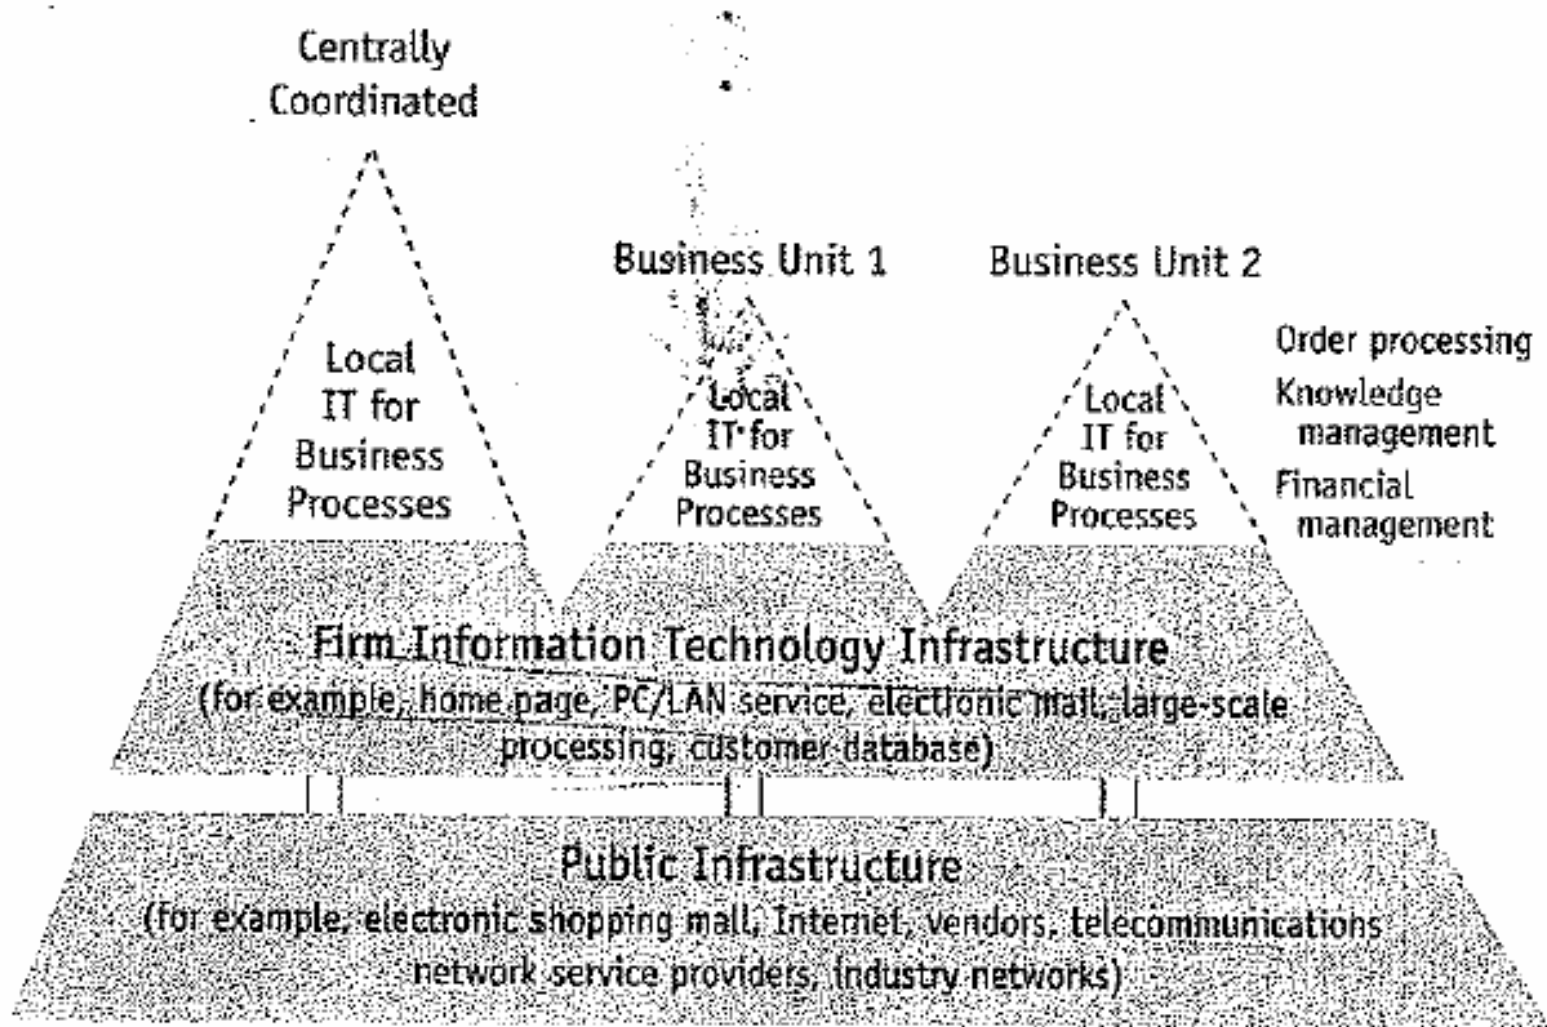 Centrally
Coordinated
Business Unit 1
Business Unit 2
Local
IT for
Business
Processes
Local
IT for
Business
Processes
Local
IT for
Business
Processes
Order processing
Knowledge
management
Financial
management
Firm Information Technology Infrastructure
(for example, home page, PC/LAN service, electronic mail, large-scale
processing, customer database)
Public Infrastructure
(for example, electronic shopping mall, Internet, vendors, telecommunications
network service providers, industry networks)